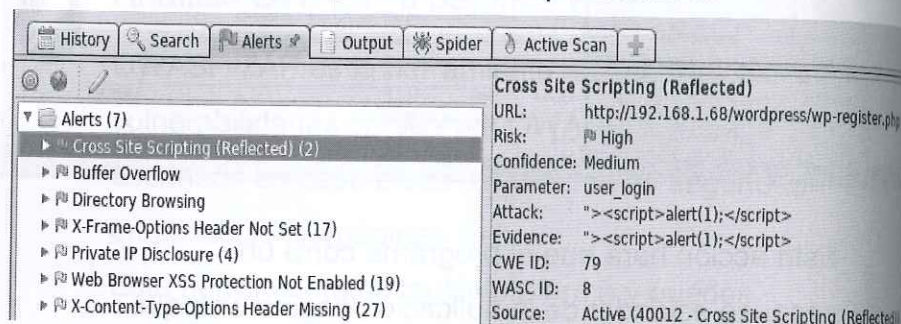 History Search Alerts Output Spider Active Scan
Alerts (7)
Cross Site Scripting (Reflected) (2)
Buffer Overflow
Directory Browsing
X-Frame-Options Header Not Set (17)
Private IP Disclosure (4)
Web Browser XSS Protection Not Enabled (19)
X-Content-Type-Options Header Missing (27)
Cross Site Scripting (Reflected)
URL: http://192.168.1.68/wordpress/wp-register.php
Risk: High
Confidence: Medium
Parameter: user_login
Attack: "><script>alert(1);</script>
Evidence: "><script>alert(1);</script>
CWE ID: 79
WASC ID: 8
Source: Active (40012 - Cross Site Scripting (Reflected)